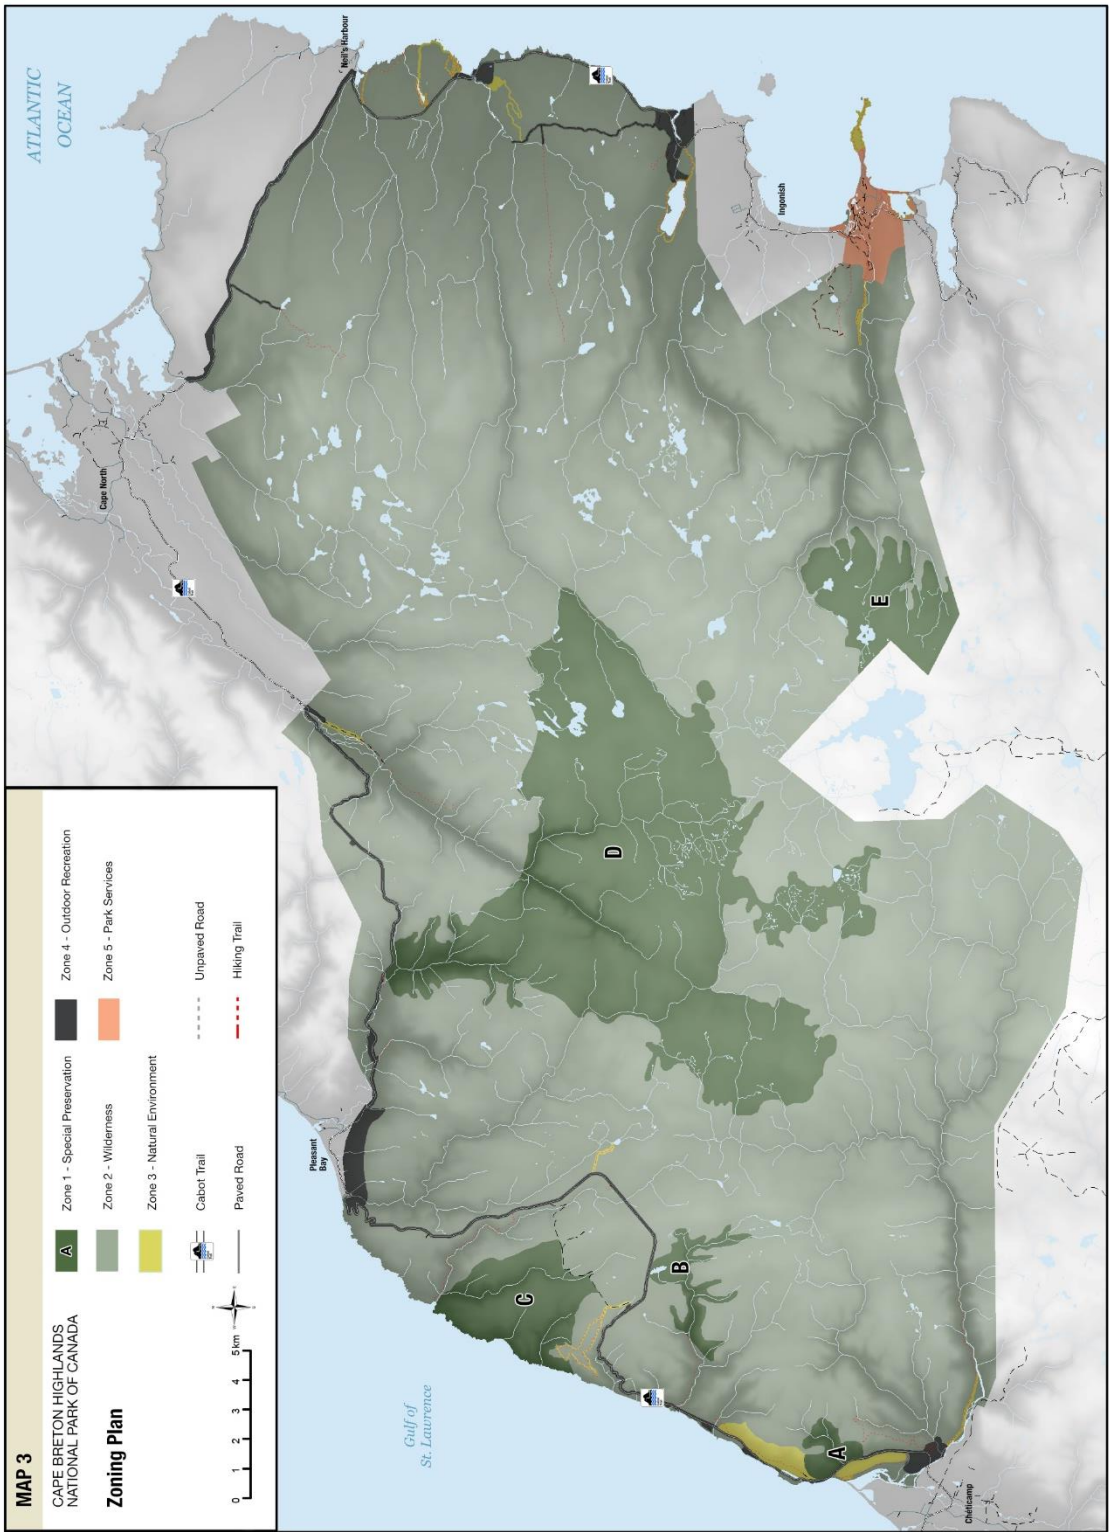 MAP 3
CAPE BRETON HIGHLANDS
NATIONAL PARK OF CANADA
Zoning Plan
0 1 2 3 4 5 km
A Zone 1 - Special Preservation
Zone 2 - Wilderness
Zone 3 - Natural Environment
Zone 4 - Outdoor Recreation
Zone 5 - Park Services
Cabot Trail
Paved Road
Unpaved Road
Hiking Trail
ATLANTIC
OCEAN
Neil's Harbour
Cape North
Ingonish
Pleasant
Bay
Gulf of
St. Lawrence
Chéticamp
A
B
C
D
E